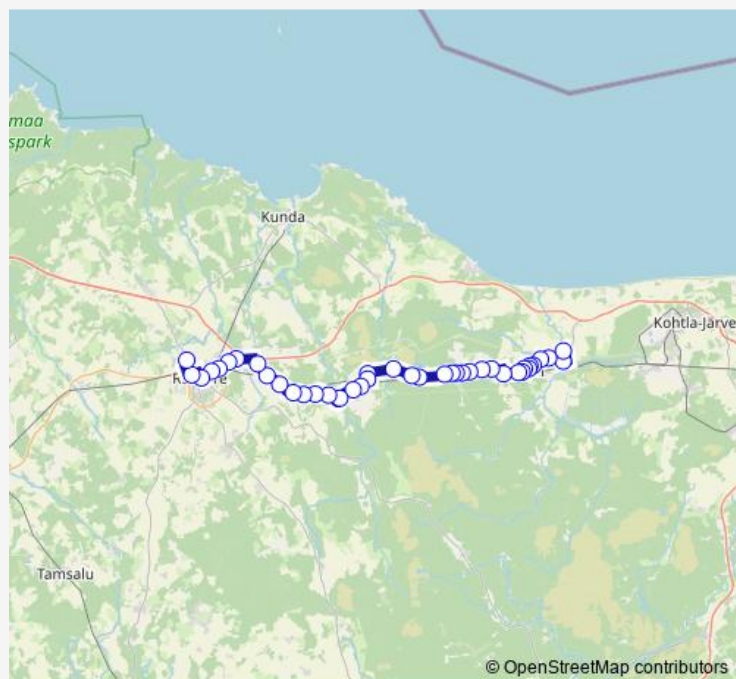 maa
spark
Kunda
Kohtla-Järve
Tamsalu
© OpenStreetMap contributors